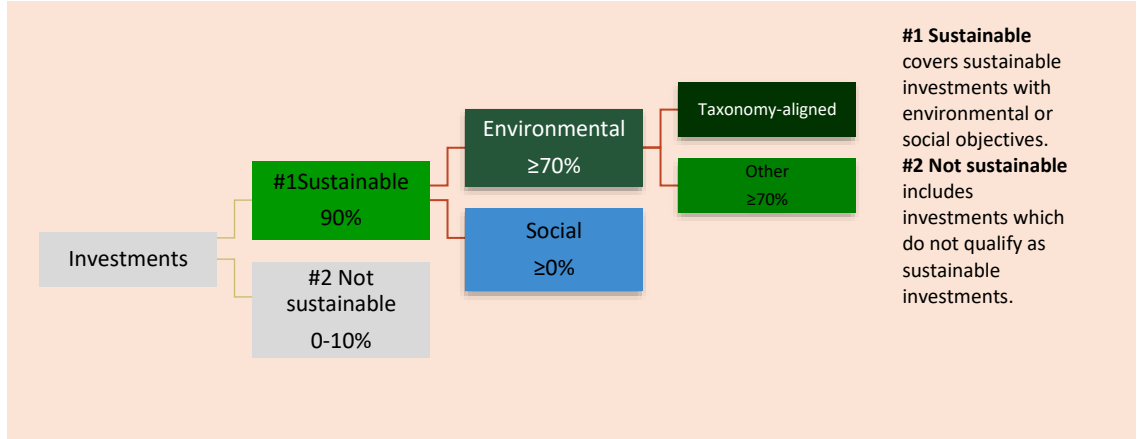 Investments
#1Sustainable
90%
#2 Not
sustainable
0-10%
Environmental
≥70%
Social
≥0%
Taxonomy-aligned
Other
≥70%
#1 Sustainable
covers sustainable
investments with
environmental or
social objectives.
#2 Not sustainable
includes
investments which
do not qualify as
sustainable
investments.